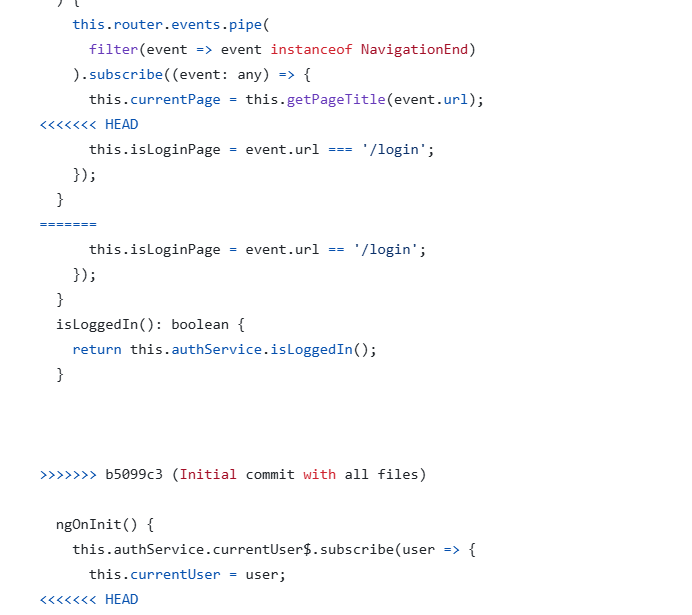 ) {
this.router.events.pipe(
filter(event => event instanceof NavigationEnd)
).subscribe((event: any) => {
this.currentPage = this.getPageTitle(event.url);
<<<<<<< HEAD
this.isLoginPage = event.url === '/login';
});
}
=======
this.isLoginPage = event.url == '/login';
});
}
isLoggedIn(): boolean {
return this.authService.isLoggedIn();
}
>>>>>>> b5099c3 (Initial commit with all files)
ngOnInit() {
this.authService.currentUser$.subscribe(user => {
this.currentUser = user;
<<<<<<< HEAD